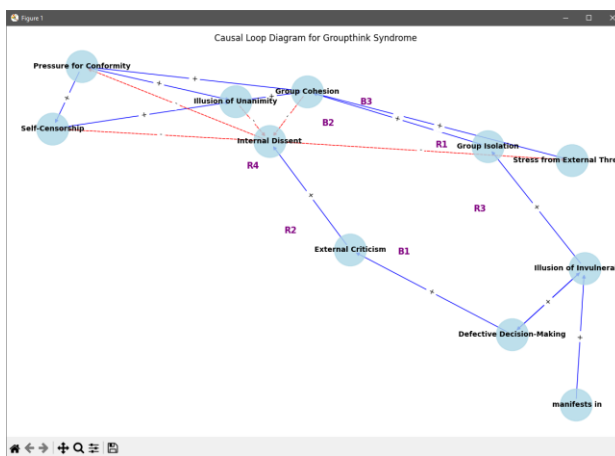 Figure 1
Causal Loop Diagram for Groupthink Syndrome
Pressure for Conformity
+
+
Illusion of Unanimity
+
Group Cohesion
B3
+
+
Self-Censorship
+
-
-
B2
+
+
Internal Dissent
R1
Group Isolation
-
-
-
Stress from External Thre
R4
+
R3
+
R2
External Criticism
B1
Illusion of Invulnera
+
+
Defective Decision-Making
+
manifests in